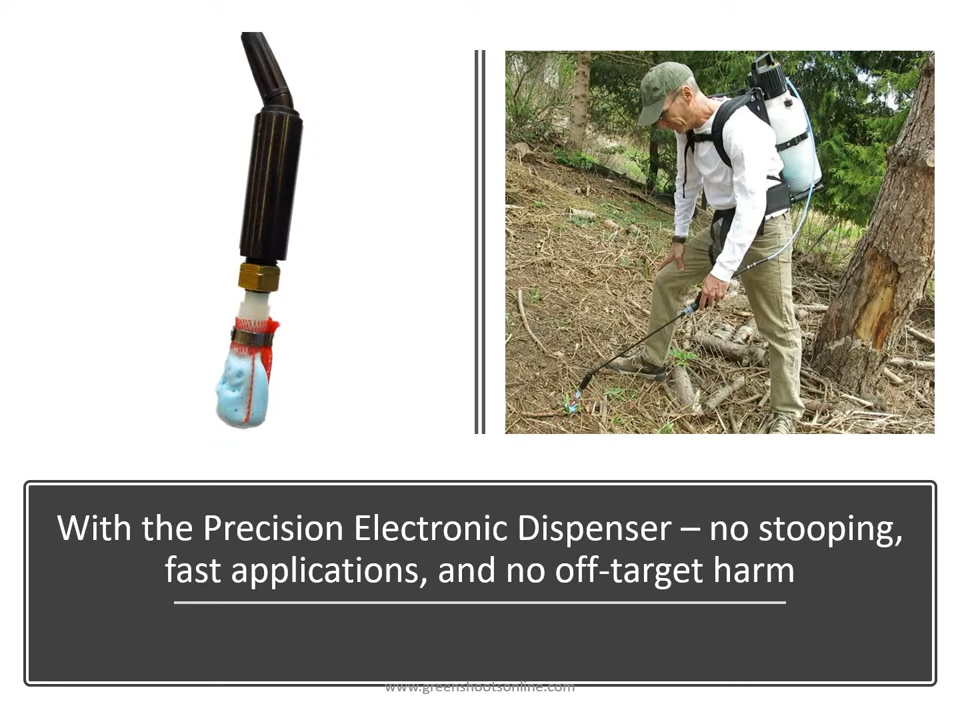 With the Precision Electronic Dispenser – no stooping,
fast applications, and no off-target harm
www.greenshootsonline.com